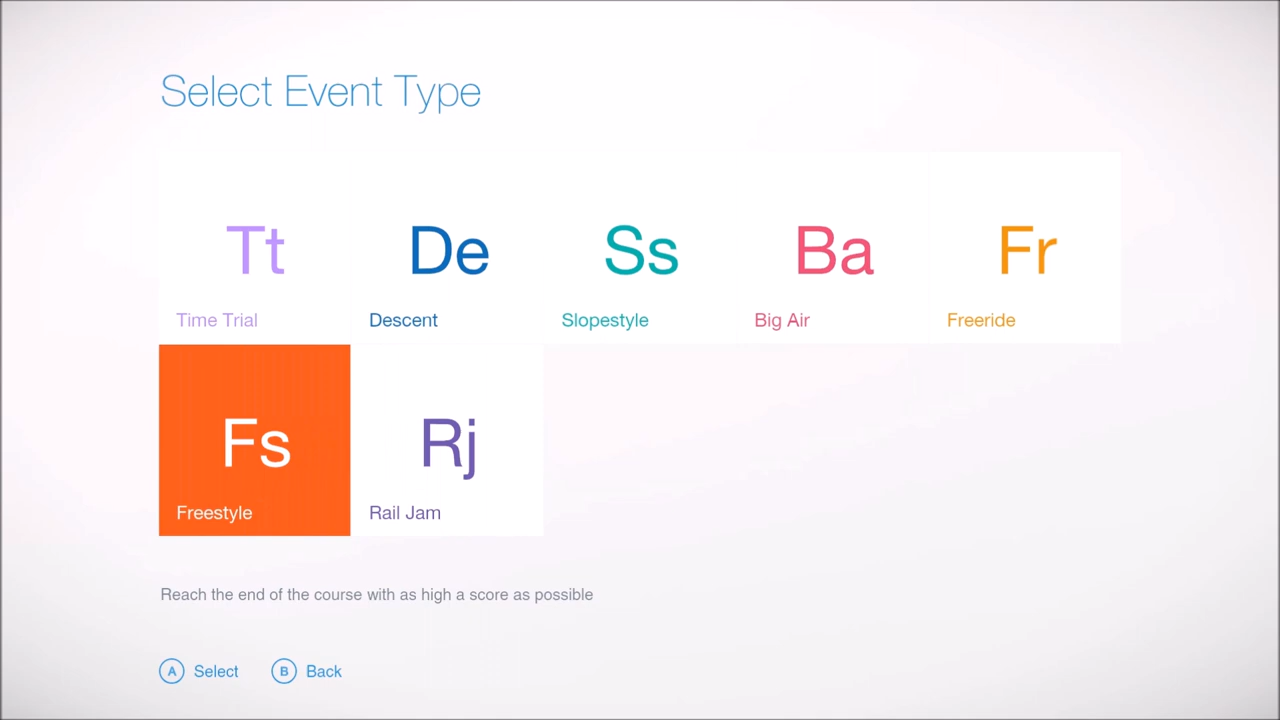 Select Event Type
Tt
De
Ss
Ba
Fr
Time Trial
Descent
Slopestyle
Big Air
Freeride
Fs
Rj
Freestyle
Rail Jam
Reach the end of the course with as high a score as possible
A Select
B Back